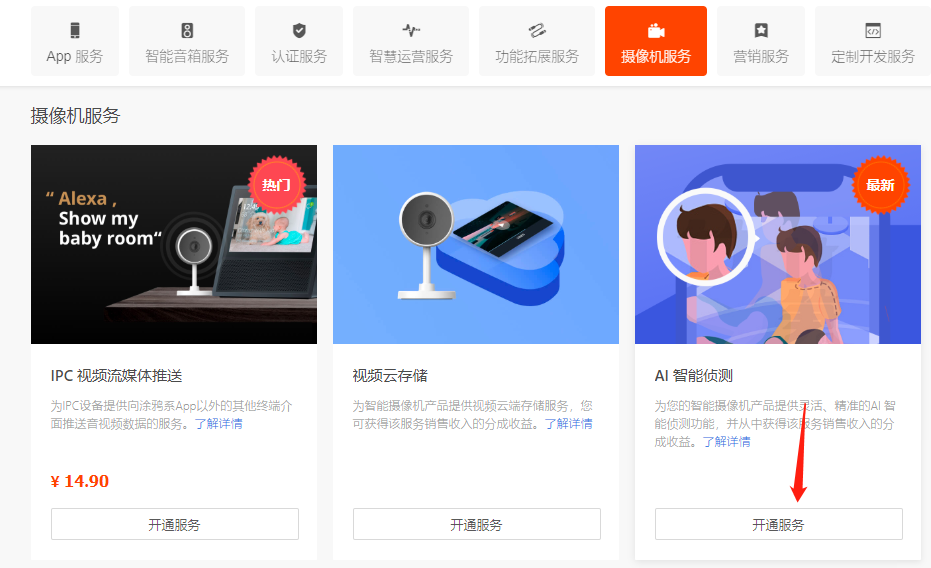 App 服务
智能音箱服务
认证服务
智慧运营服务
功能拓展服务
摄像机服务
营销服务
定制开发服务
摄像机服务
“ Alexa ,
Show my
baby room“
热门
最新
IPC 视频流媒体推送
为IPC设备提供向涂鸦系App以外的其他终端介
面推送音视频数据的服务。了解详情
¥ 14.90
开通服务
视频云存储
为智能摄像机产品提供视频云端存储服务，您
可获得该服务销售收入的分成收益。了解详情
开通服务
AI 智能侦测
为您的智能摄像机产品提供灵活、精准的AI 智
能侦测功能，并从中获得该服务销售收入的分
成收益。了解详情
开通服务